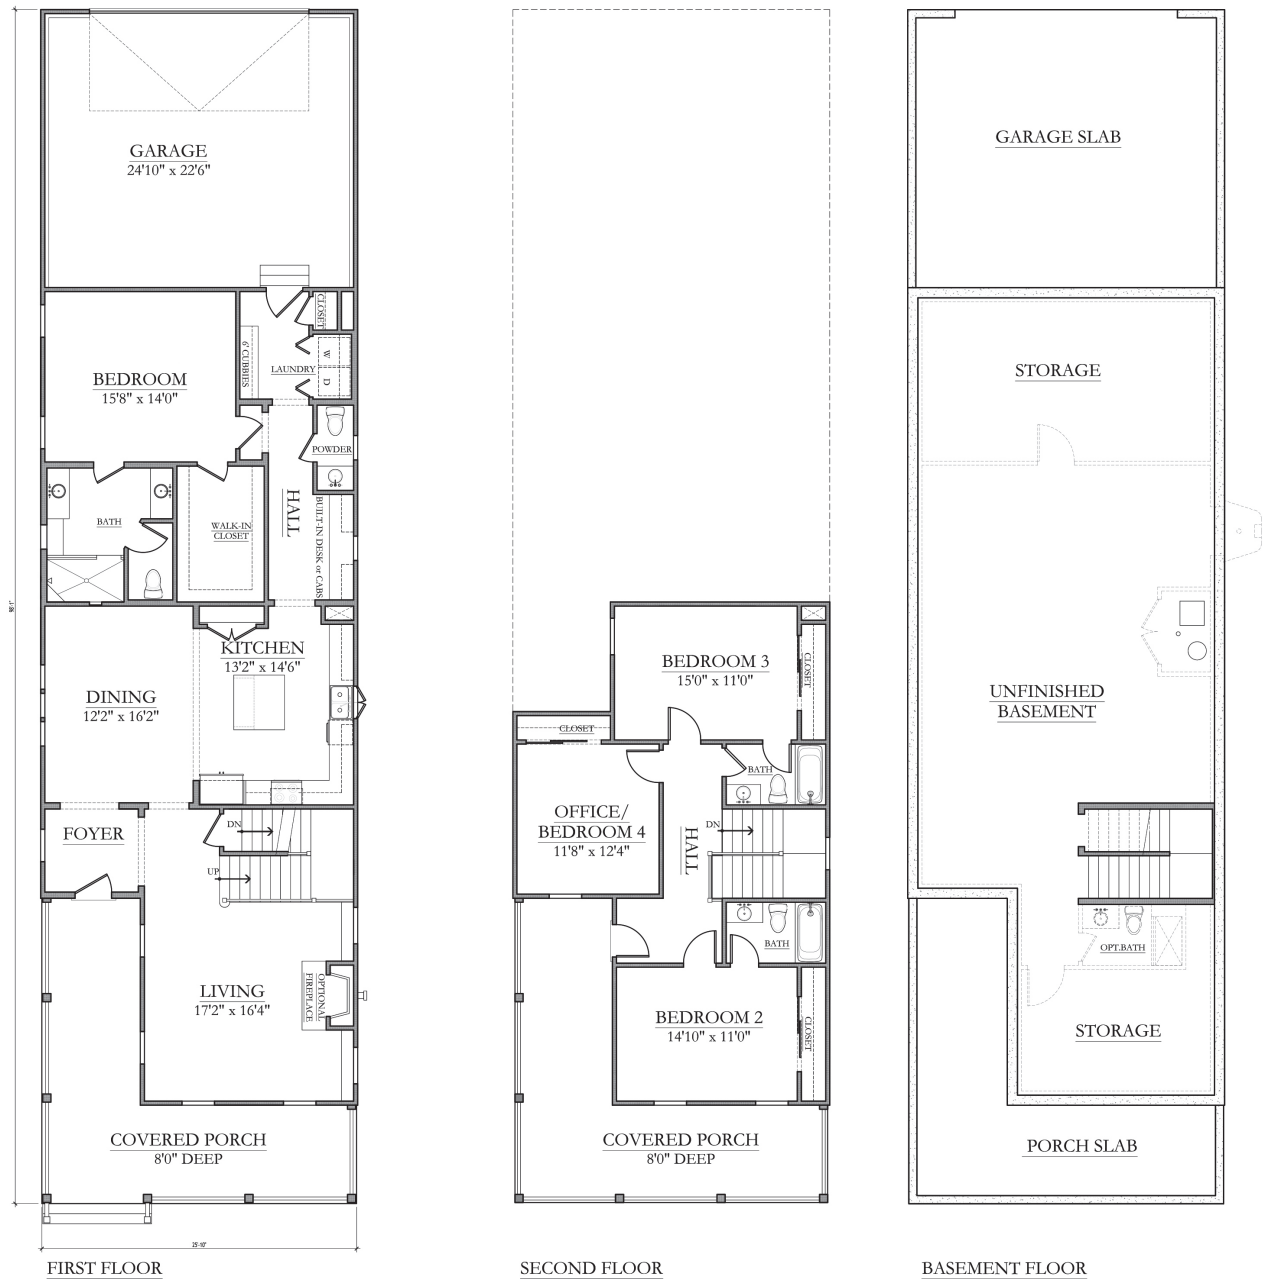 GARAGE
24'10" x 22'6"
CLOSET
6' CUBBIES
W
D
LAUNDRY
BEDROOM
15'8" x 14'0"
POWDER
HALL
BUILT-IN DESK or CABS
BATH
WALK-IN
CLOSET
KITCHEN
13'2" x 14'6"
DINING
12'2" x 16'2"
FOYER
DN
UP
LIVING
17'2" x 16'4"
OPTIONAL
FIREPLACE
COVERED PORCH
8'0" DEEP
98'-1"
25'-10"
FIRST FLOOR
BEDROOM 3
15'0" x 11'0"
CLOSET
CLOSET
BATH
OFFICE/
BEDROOM 4
11'8" x 12'4"
HALL
DN
BATH
BEDROOM 2
14'10" x 11'0"
CLOSET
COVERED PORCH
8'0" DEEP
SECOND FLOOR
GARAGE SLAB
STORAGE
UNFINISHED
BASEMENT
OPT.BATH
STORAGE
PORCH SLAB
BASEMENT FLOOR